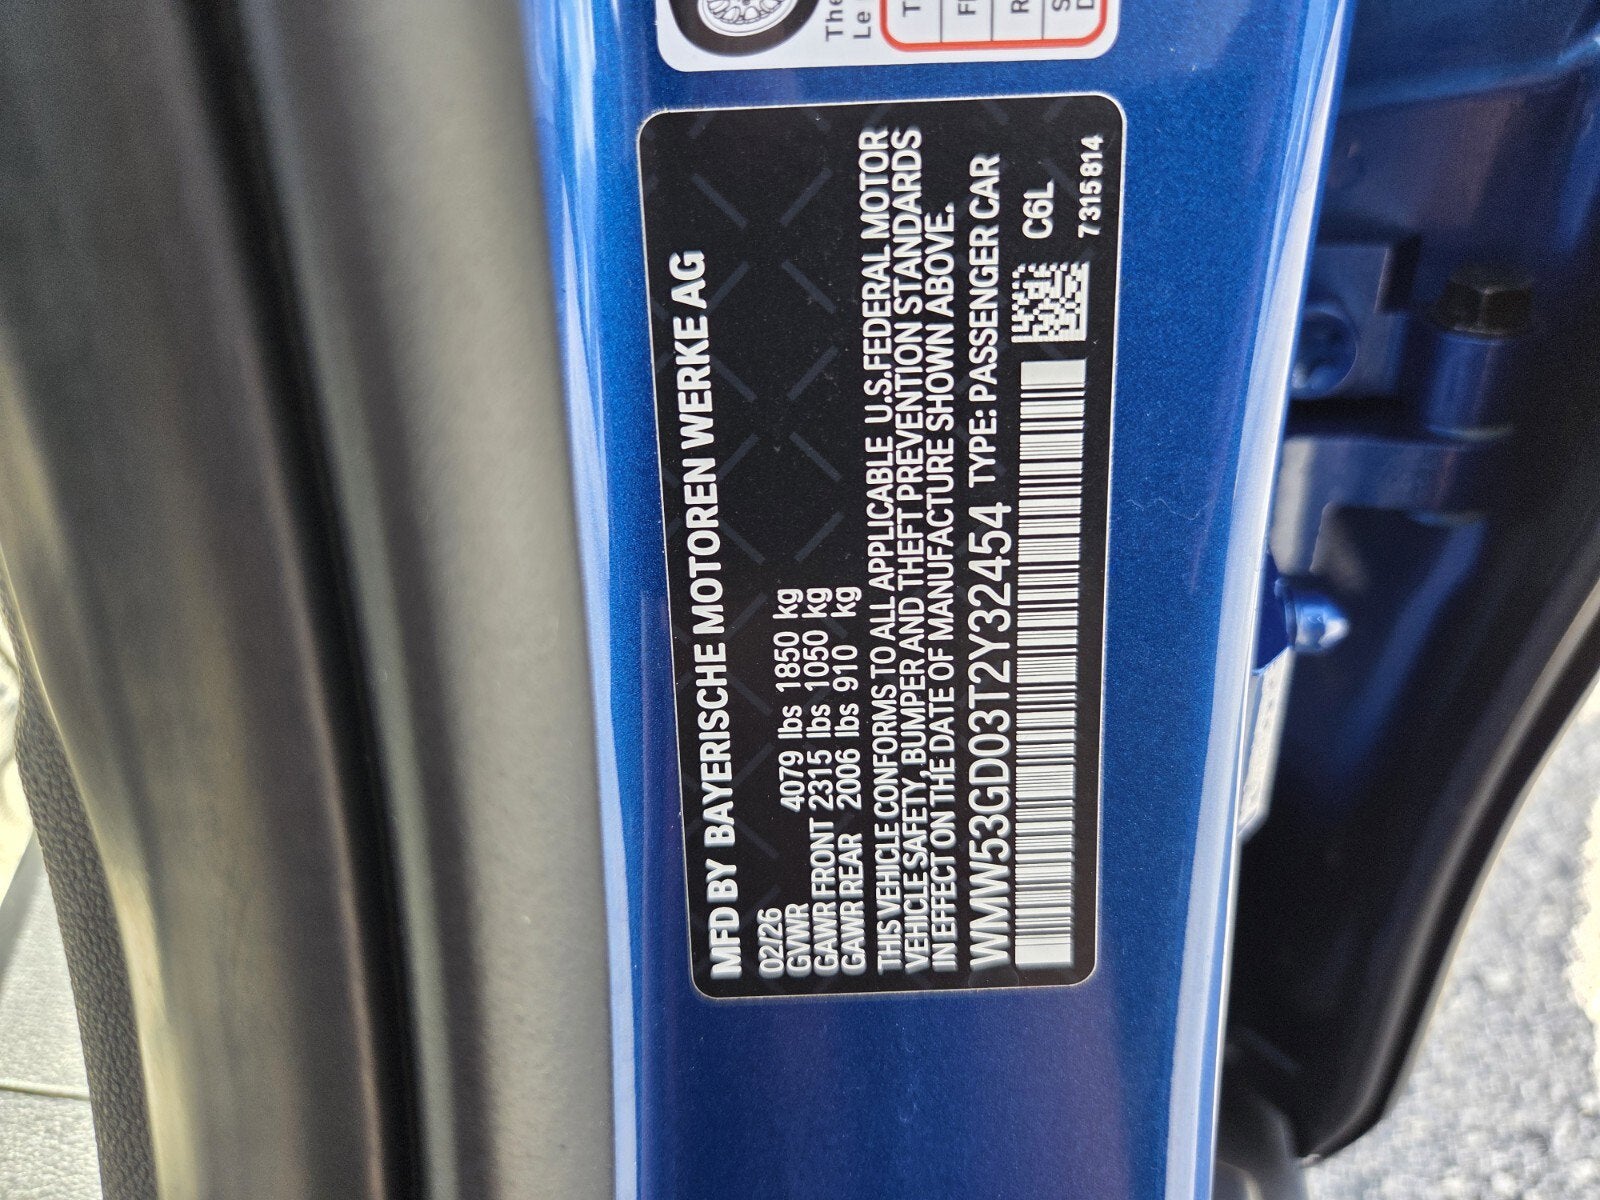 MFD BY BAYERISCHE MOTOREN WERKE AG
02/26
GVWR 4079 lbs 1850 kg
GAWR FRONT 2315 lbs 1050 kg
GAWR REAR 2006 lbs 910 kg
THIS VEHICLE CONFORMS TO ALL APPLICABLE U.S. FEDERAL MOTOR
VEHICLE SAFETY, BUMPER AND THEFT PREVENTION STANDARDS
IN EFFECT ON THE DATE OF MANUFACTURE SHOWN ABOVE.
WMW53GD03T2Y32454 TYPE: PASSENGER CAR
C6L
7315814